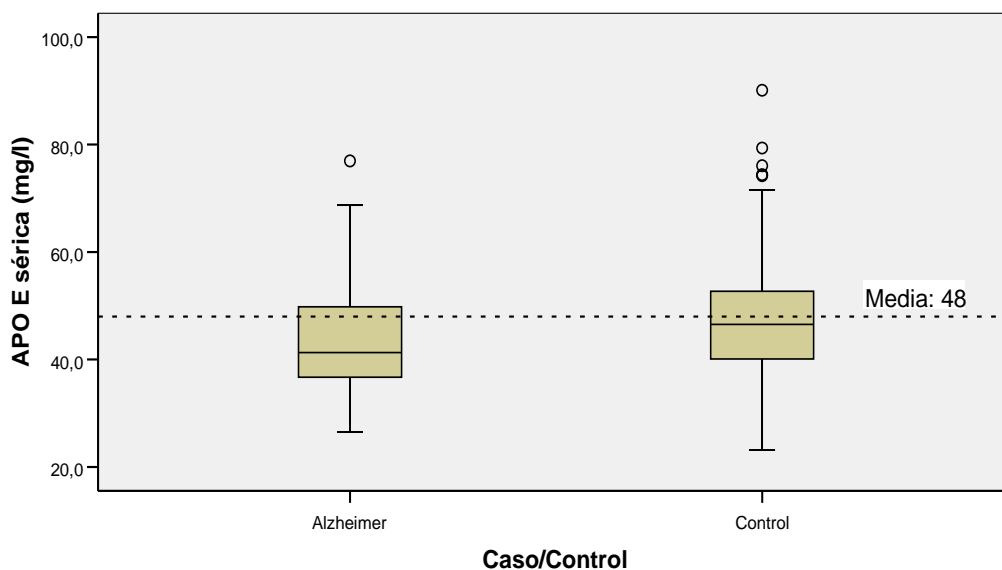 100,0
80,0
60,0
40,0
20,0
APO E sérica (mg/l)
Media: 48
Alzheimer
Control
Caso/Control